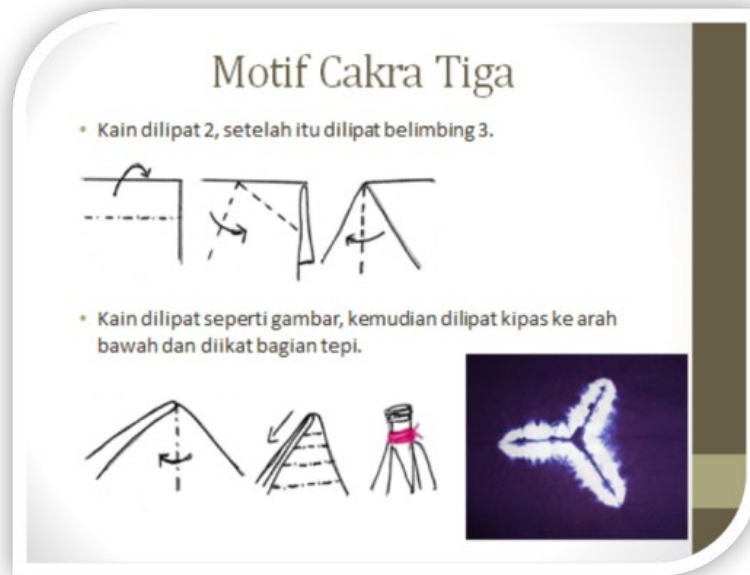 Motif Cakra Tiga
• Kain dilipat 2, setelah itu dilipat belimbing 3.
• Kain dilipat seperti gambar, kemudian dilipat kipas ke arah
bawah dan diikat bagian tepi.